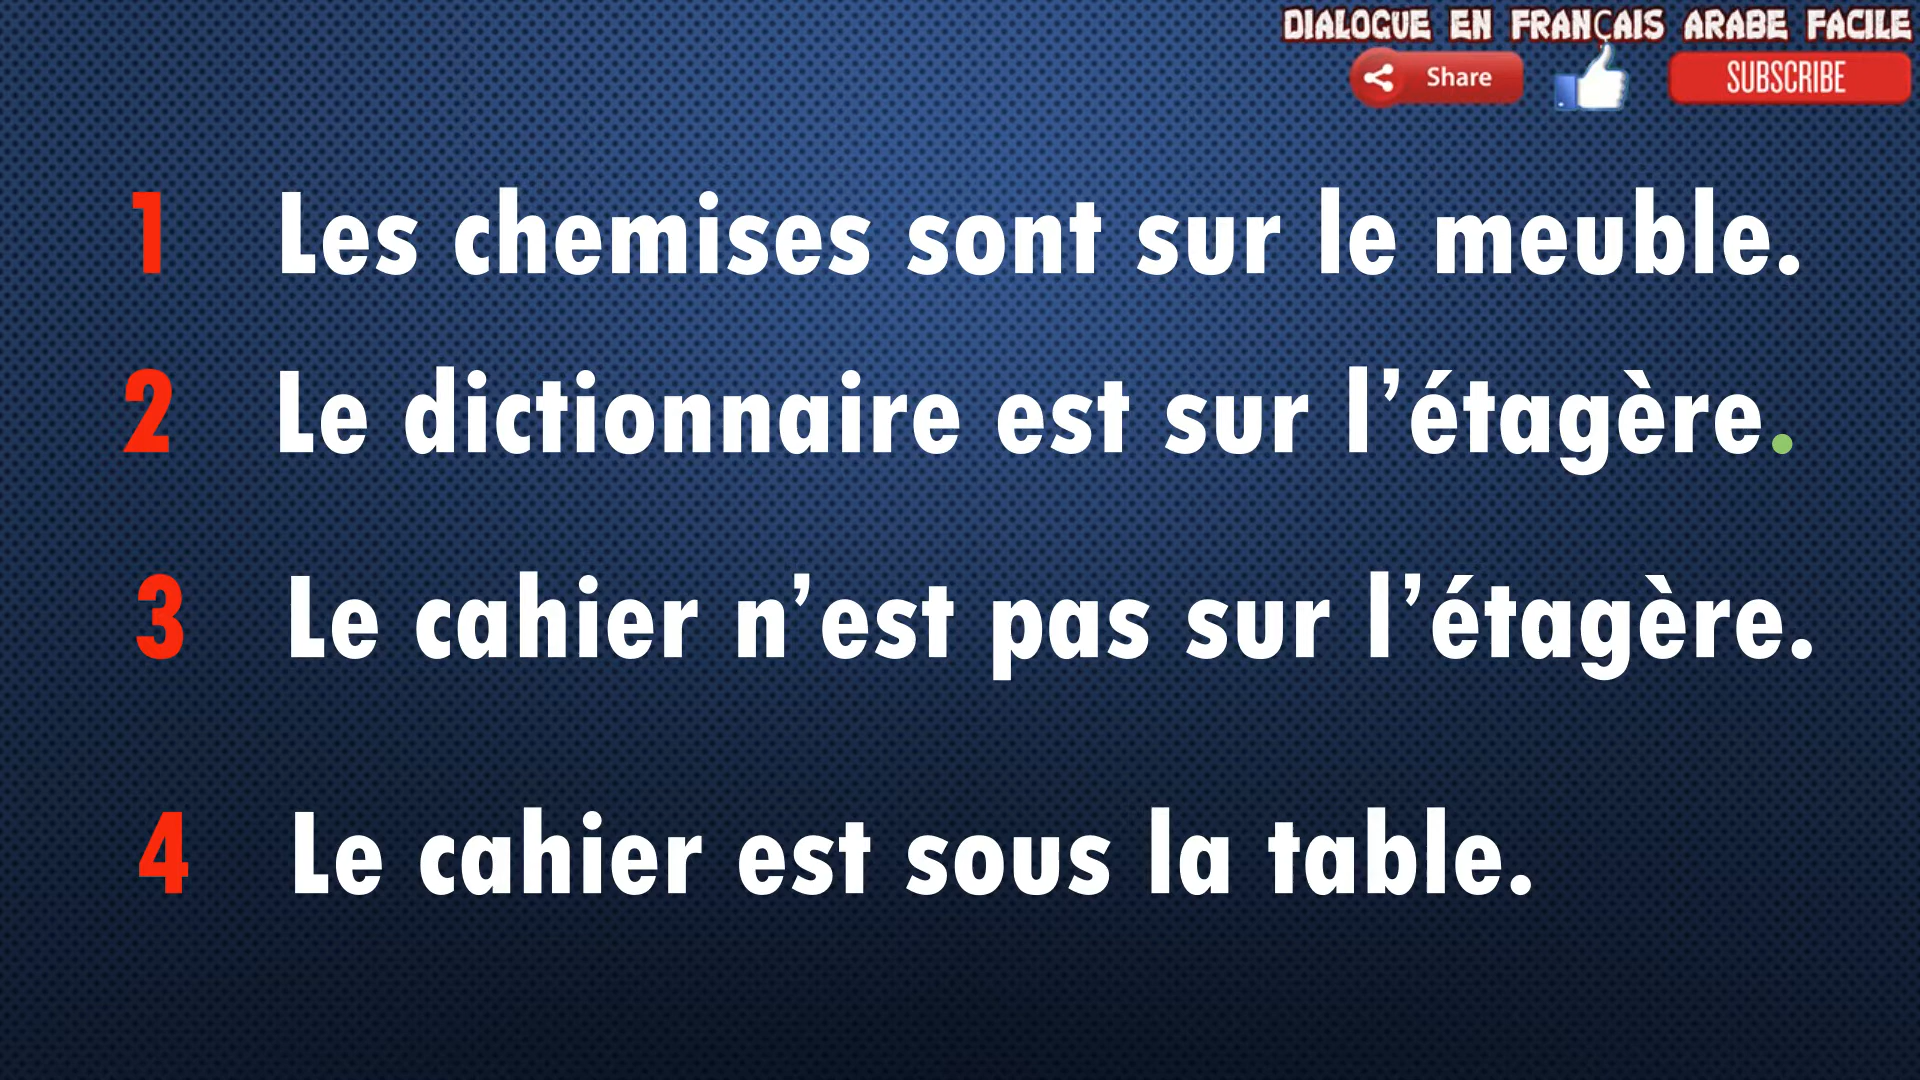 DIALOGUE EN FRANÇAIS ARABE FACILE
Share SUBSCRIBE
1 Les chemises sont sur le meuble.
2 Le dictionnaire est sur l’étagère.
3 Le cahier n’est pas sur l’étagère.
4 Le cahier est sous la table.